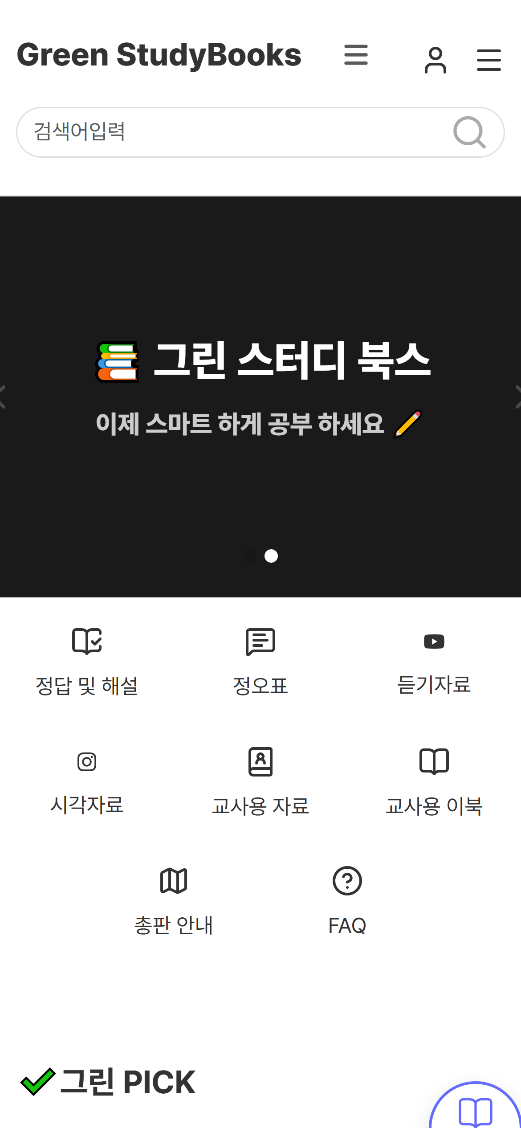 Green StudyBooks
검색어입력
그린 스터디 북스
이제 스마트 하게 공부 하세요
정답 및 해설
정오표
듣기자료
시각자료
교사용 자료
교사용 이북
총판 안내
FAQ
그린 PICK